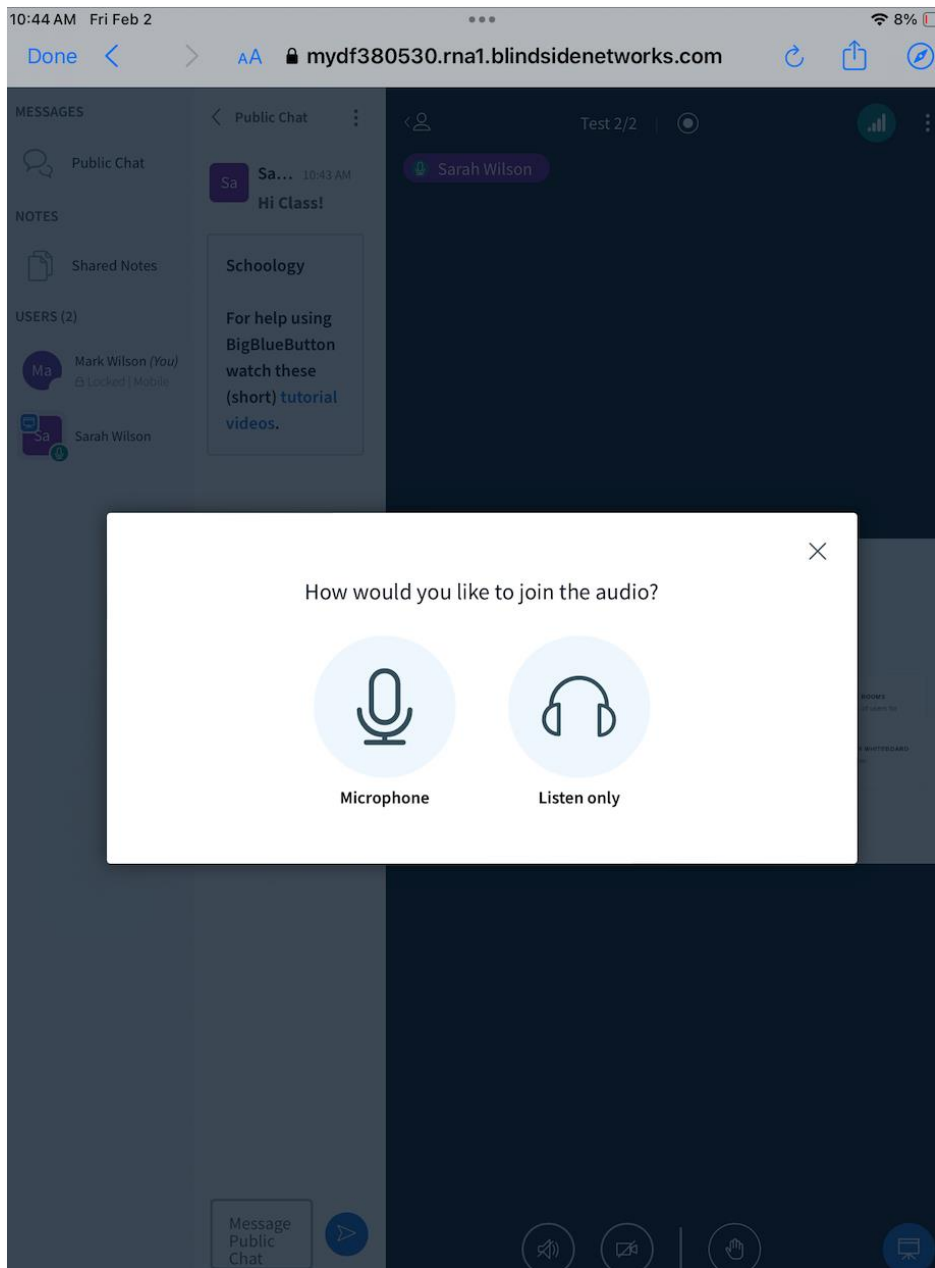 10:44 AM Fri Feb 2
8%
Done
AA
mydf380530.rna1.blindsidenetworks.com
MESSAGES
Public Chat
NOTES
Shared Notes
USERS (2)
Ma
Mark Wilson (You)
Locked | Mobile
Sa
Sarah Wilson
Public Chat
Sa
Sa... 10:43 AM
Hi Class!
Schoology
For help using
BigBlueButton
watch these
(short) tutorial
videos.
Message
Public
Chat
Test 2/2
Sarah Wilson
How would you like to join the audio?
Microphone
Listen only
ROOMS
WHITEBOARD